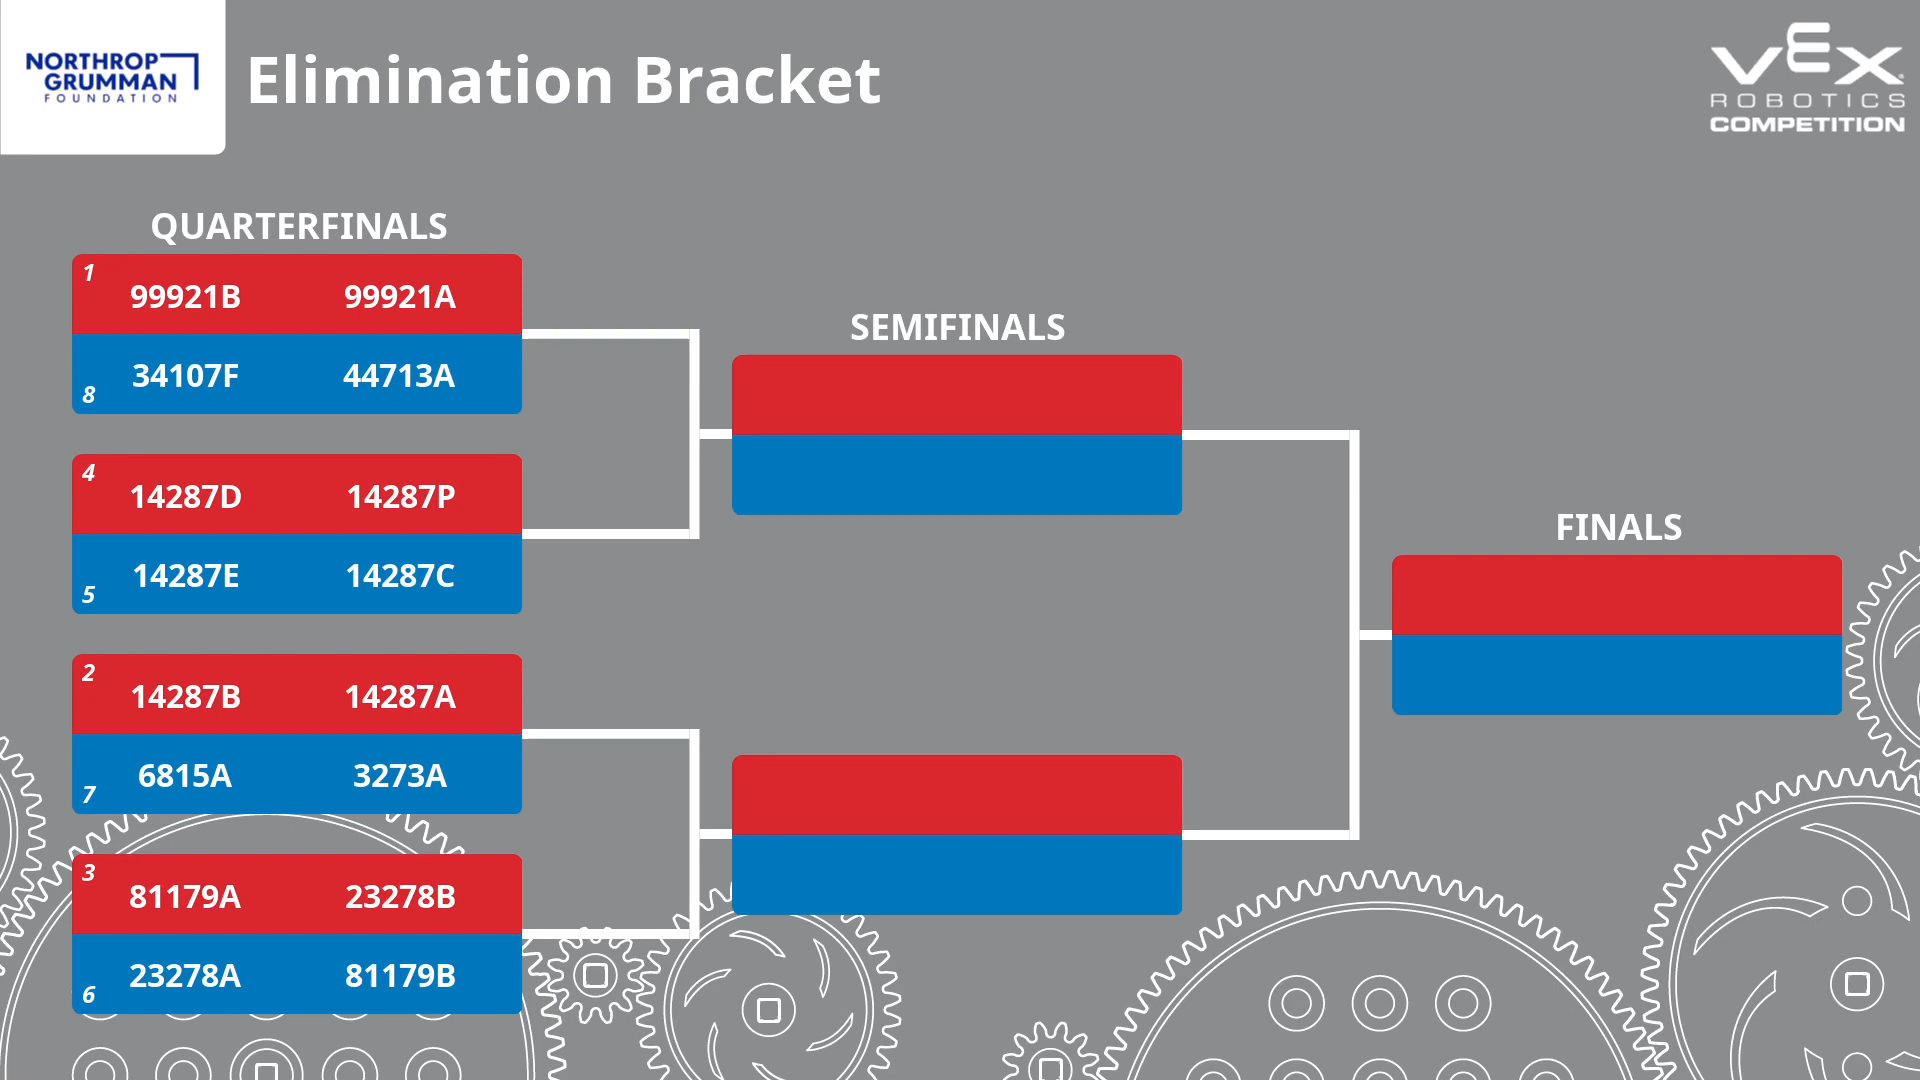 NORTHROP
GRUMMAN
FOUNDATION
Elimination Bracket
VEX
ROBOTICS
COMPETITION
QUARTERFINALS
1 99921B 99921A
8 34107F 44713A
4 14287D 14287P
5 14287E 14287C
2 14287B 14287A
7 6815A 3273A
3 81179A 23278B
6 23278A 81179B
SEMIFINALS
FINALS